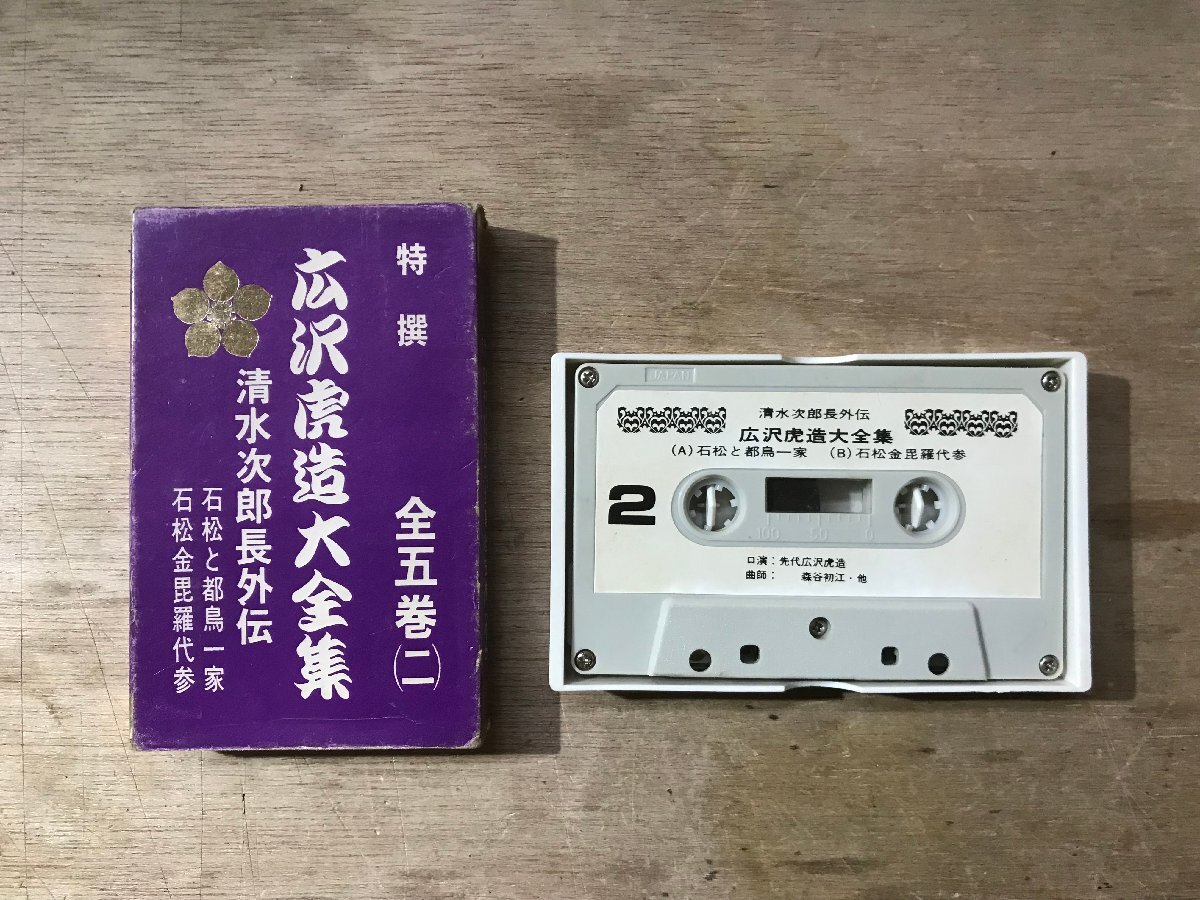 特撰
全五巻(二)
広沢虎造大全集
清水次郎長外伝
石松と都鳥一家
石松金毘羅代参
JAPAN
清水次郎長外伝
広沢虎造大全集
(A)石松と都鳥一家 (B)石松金毘羅代参
2
100 50 0
口演:先代広沢虎造
曲師: 森谷初江・他